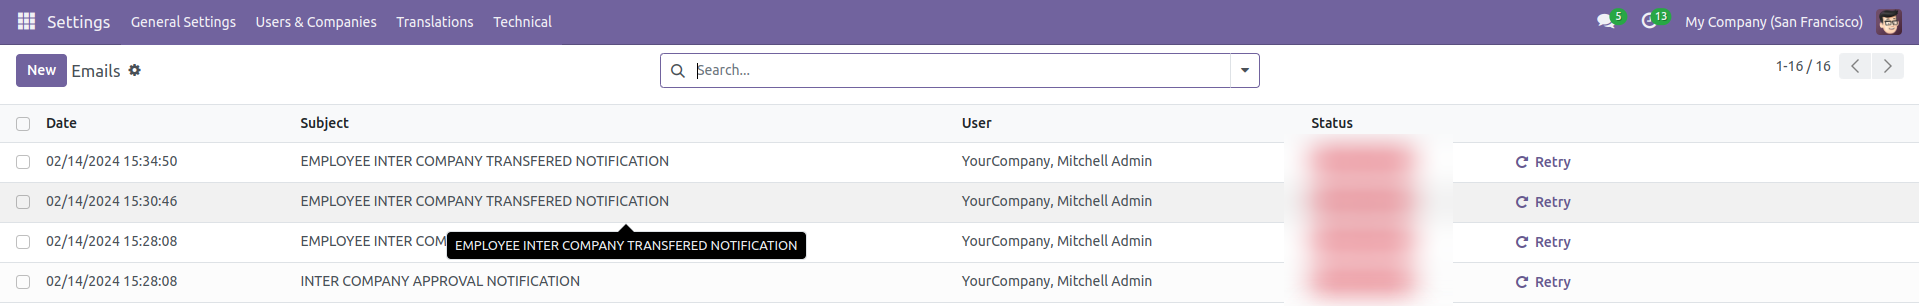 Settings General Settings Users & Companies Translations Technical 5 13 My Company (San Francisco)
New Emails Search... 1-16 / 16
Date Subject User Status
02/14/2024 15:34:50 EMPLOYEE INTER COMPANY TRANSFERED NOTIFICATION YourCompany, Mitchell Admin Retry
02/14/2024 15:30:46 EMPLOYEE INTER COMPANY TRANSFERED NOTIFICATION YourCompany, Mitchell Admin Retry
02/14/2024 15:28:08 EMPLOYEE INTER COM YourCompany, Mitchell Admin Retry
EMPLOYEE INTER COMPANY TRANSFERED NOTIFICATION
02/14/2024 15:28:08 INTER COMPANY APPROVAL NOTIFICATION YourCompany, Mitchell Admin Retry